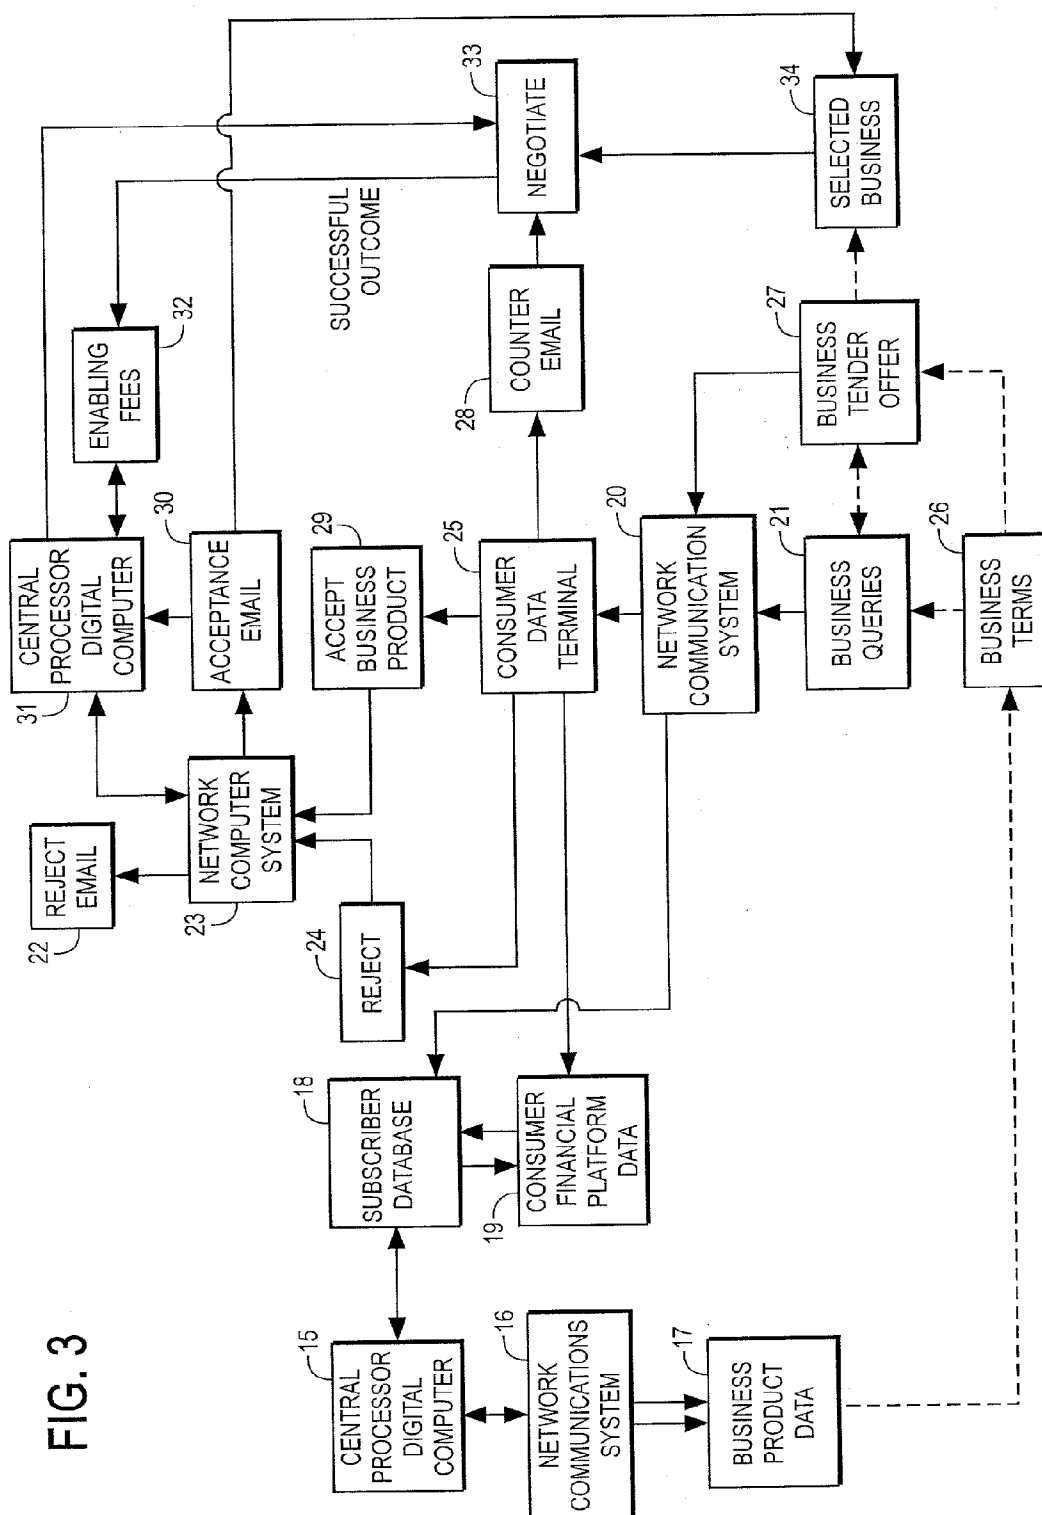 FIG. 3
15
CENTRAL
PROCESSOR
DIGITAL
COMPUTER
16
NETWORK
COMMUNICATIONS
SYSTEM
17
BUSINESS
PRODUCT
DATA
18
SUBSCRIBER
DATABASE
19
CONSUMER
FINANCIAL
PLATFORM
DATA
22
REJECT
EMAIL
23
NETWORK
COMPUTER
SYSTEM
24
REJECT
31
CENTRAL
PROCESSOR
DIGITAL
COMPUTER
30
ACCEPTANCE
EMAIL
29
ACCEPT
BUSINESS
PRODUCT
25
CONSUMER
DATA
TERMINAL
20
NETWORK
COMMUNICATION
SYSTEM
21
BUSINESS
QUERIES
26
BUSINESS
TERMS
32
ENABLING
FEES
SUCCESSFUL
OUTCOME
28
COUNTER
EMAIL
27
BUSINESS
TENDER
OFFER
33
NEGOTIATE
34
SELECTED
BUSINESS